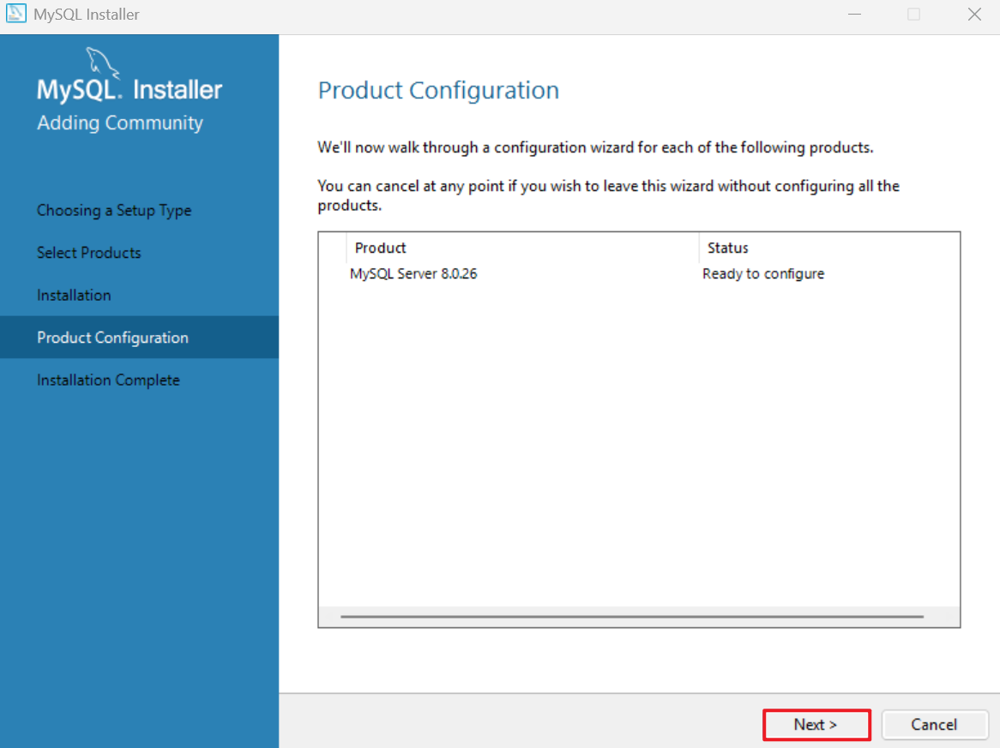 MySQL Installer
MySQL. Installer
Adding Community
Choosing a Setup Type
Select Products
Installation
Product Configuration
Installation Complete
Product Configuration
We'll now walk through a configuration wizard for each of the following products.
You can cancel at any point if you wish to leave this wizard without configuring all the
products.
Product Status
MySQL Server 8.0.26 Ready to configure
Next > Cancel